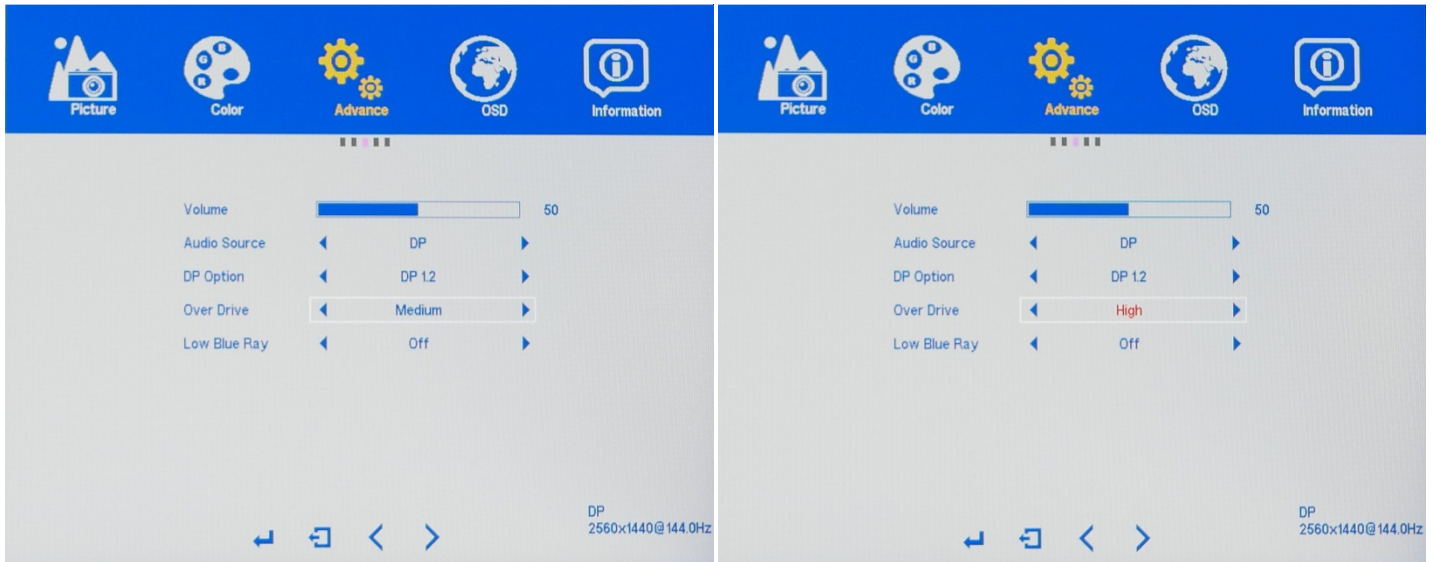 Picture Color Advance OSD Information
Volume 50
Audio Source DP
DP Option DP 1.2
Over Drive Medium
Low Blue Ray Off
DP
2560x1440@144.0Hz
Picture Color Advance OSD Information
Volume 50
Audio Source DP
DP Option DP 1.2
Over Drive High
Low Blue Ray Off
DP
2560x1440@144.0Hz